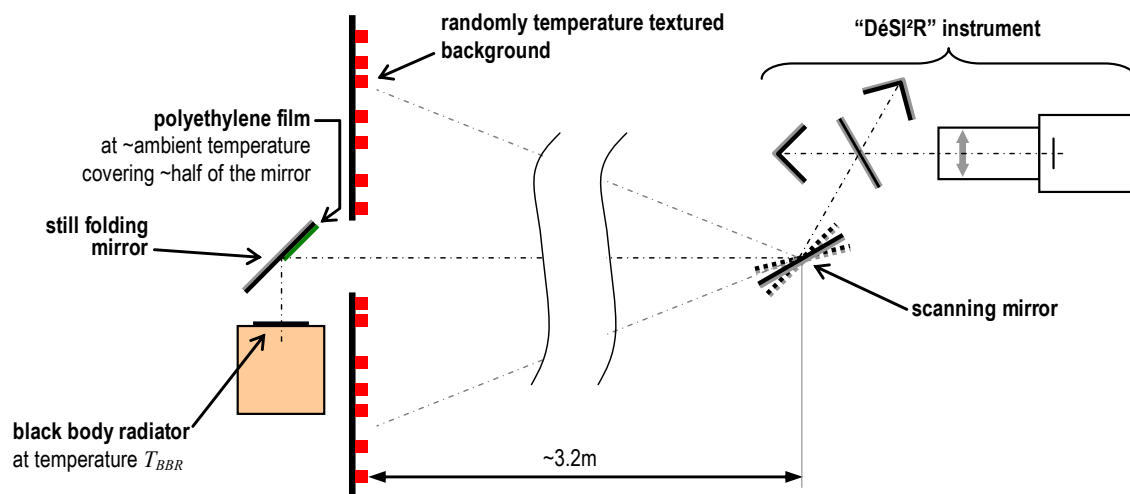 randomly temperature textured
background
“DéSI²R” instrument
polyethylene film
at ~ambient temperature
covering ~half of the mirror
still folding
mirror
scanning mirror
black body radiator
at temperature T_BBR
~3.2m